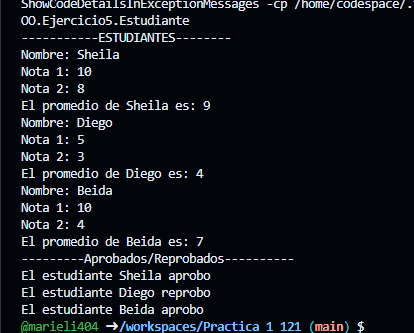 ShowCodeDetailsInExceptionMessages -cp /home/codespace/.
OO.Ejercicio5.Estudiante
-----------ESTUDIANTES--------
Nombre: Sheila
Nota 1: 10
Nota 2: 8
El promedio de Sheila es: 9
Nombre: Diego
Nota 1: 5
Nota 2: 3
El promedio de Diego es: 4
Nombre: Beida
Nota 1: 10
Nota 2: 4
El promedio de Beida es: 7
---------Aprobados/Reprobados----------
El estudiante Sheila aprobo
El estudiante Diego reprobo
El estudiante Beida aprobo
@marieli404 ➜/workspaces/Practica_1_121 (main) $